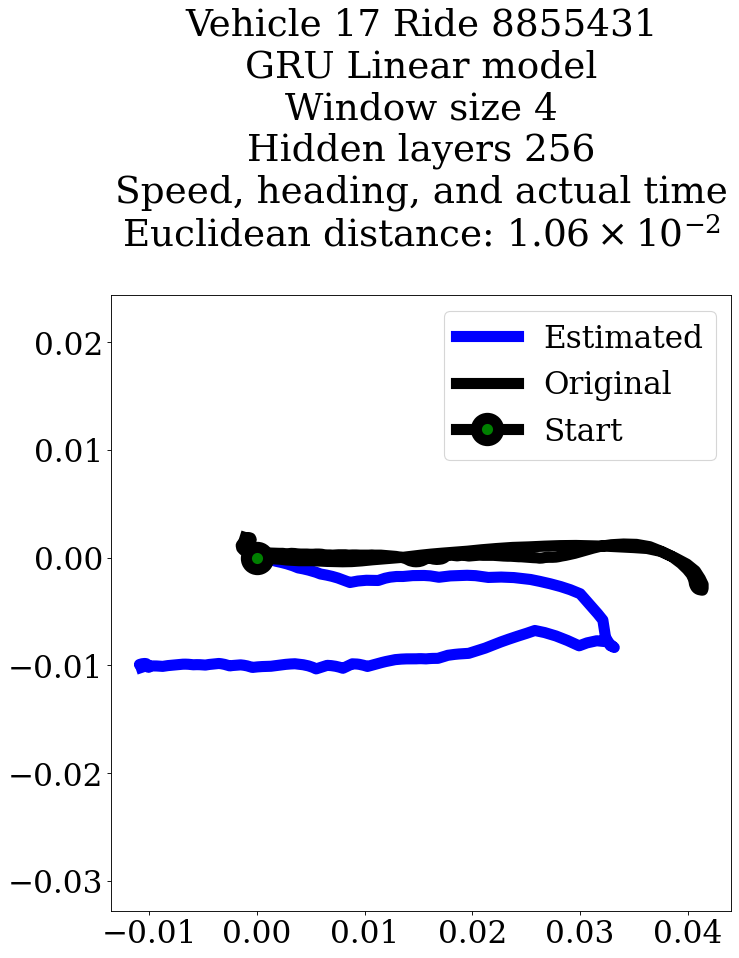 Vehicle 17 Ride 8855431
GRU Linear model
Window size 4
Hidden layers 256
Speed, heading, and actual time
Euclidean distance: 1.06 × 10⁻²
Estimated
Original
Start
0.02
0.01
0.00
−0.01
−0.02
−0.03
−0.01 0.00 0.01 0.02 0.03 0.04